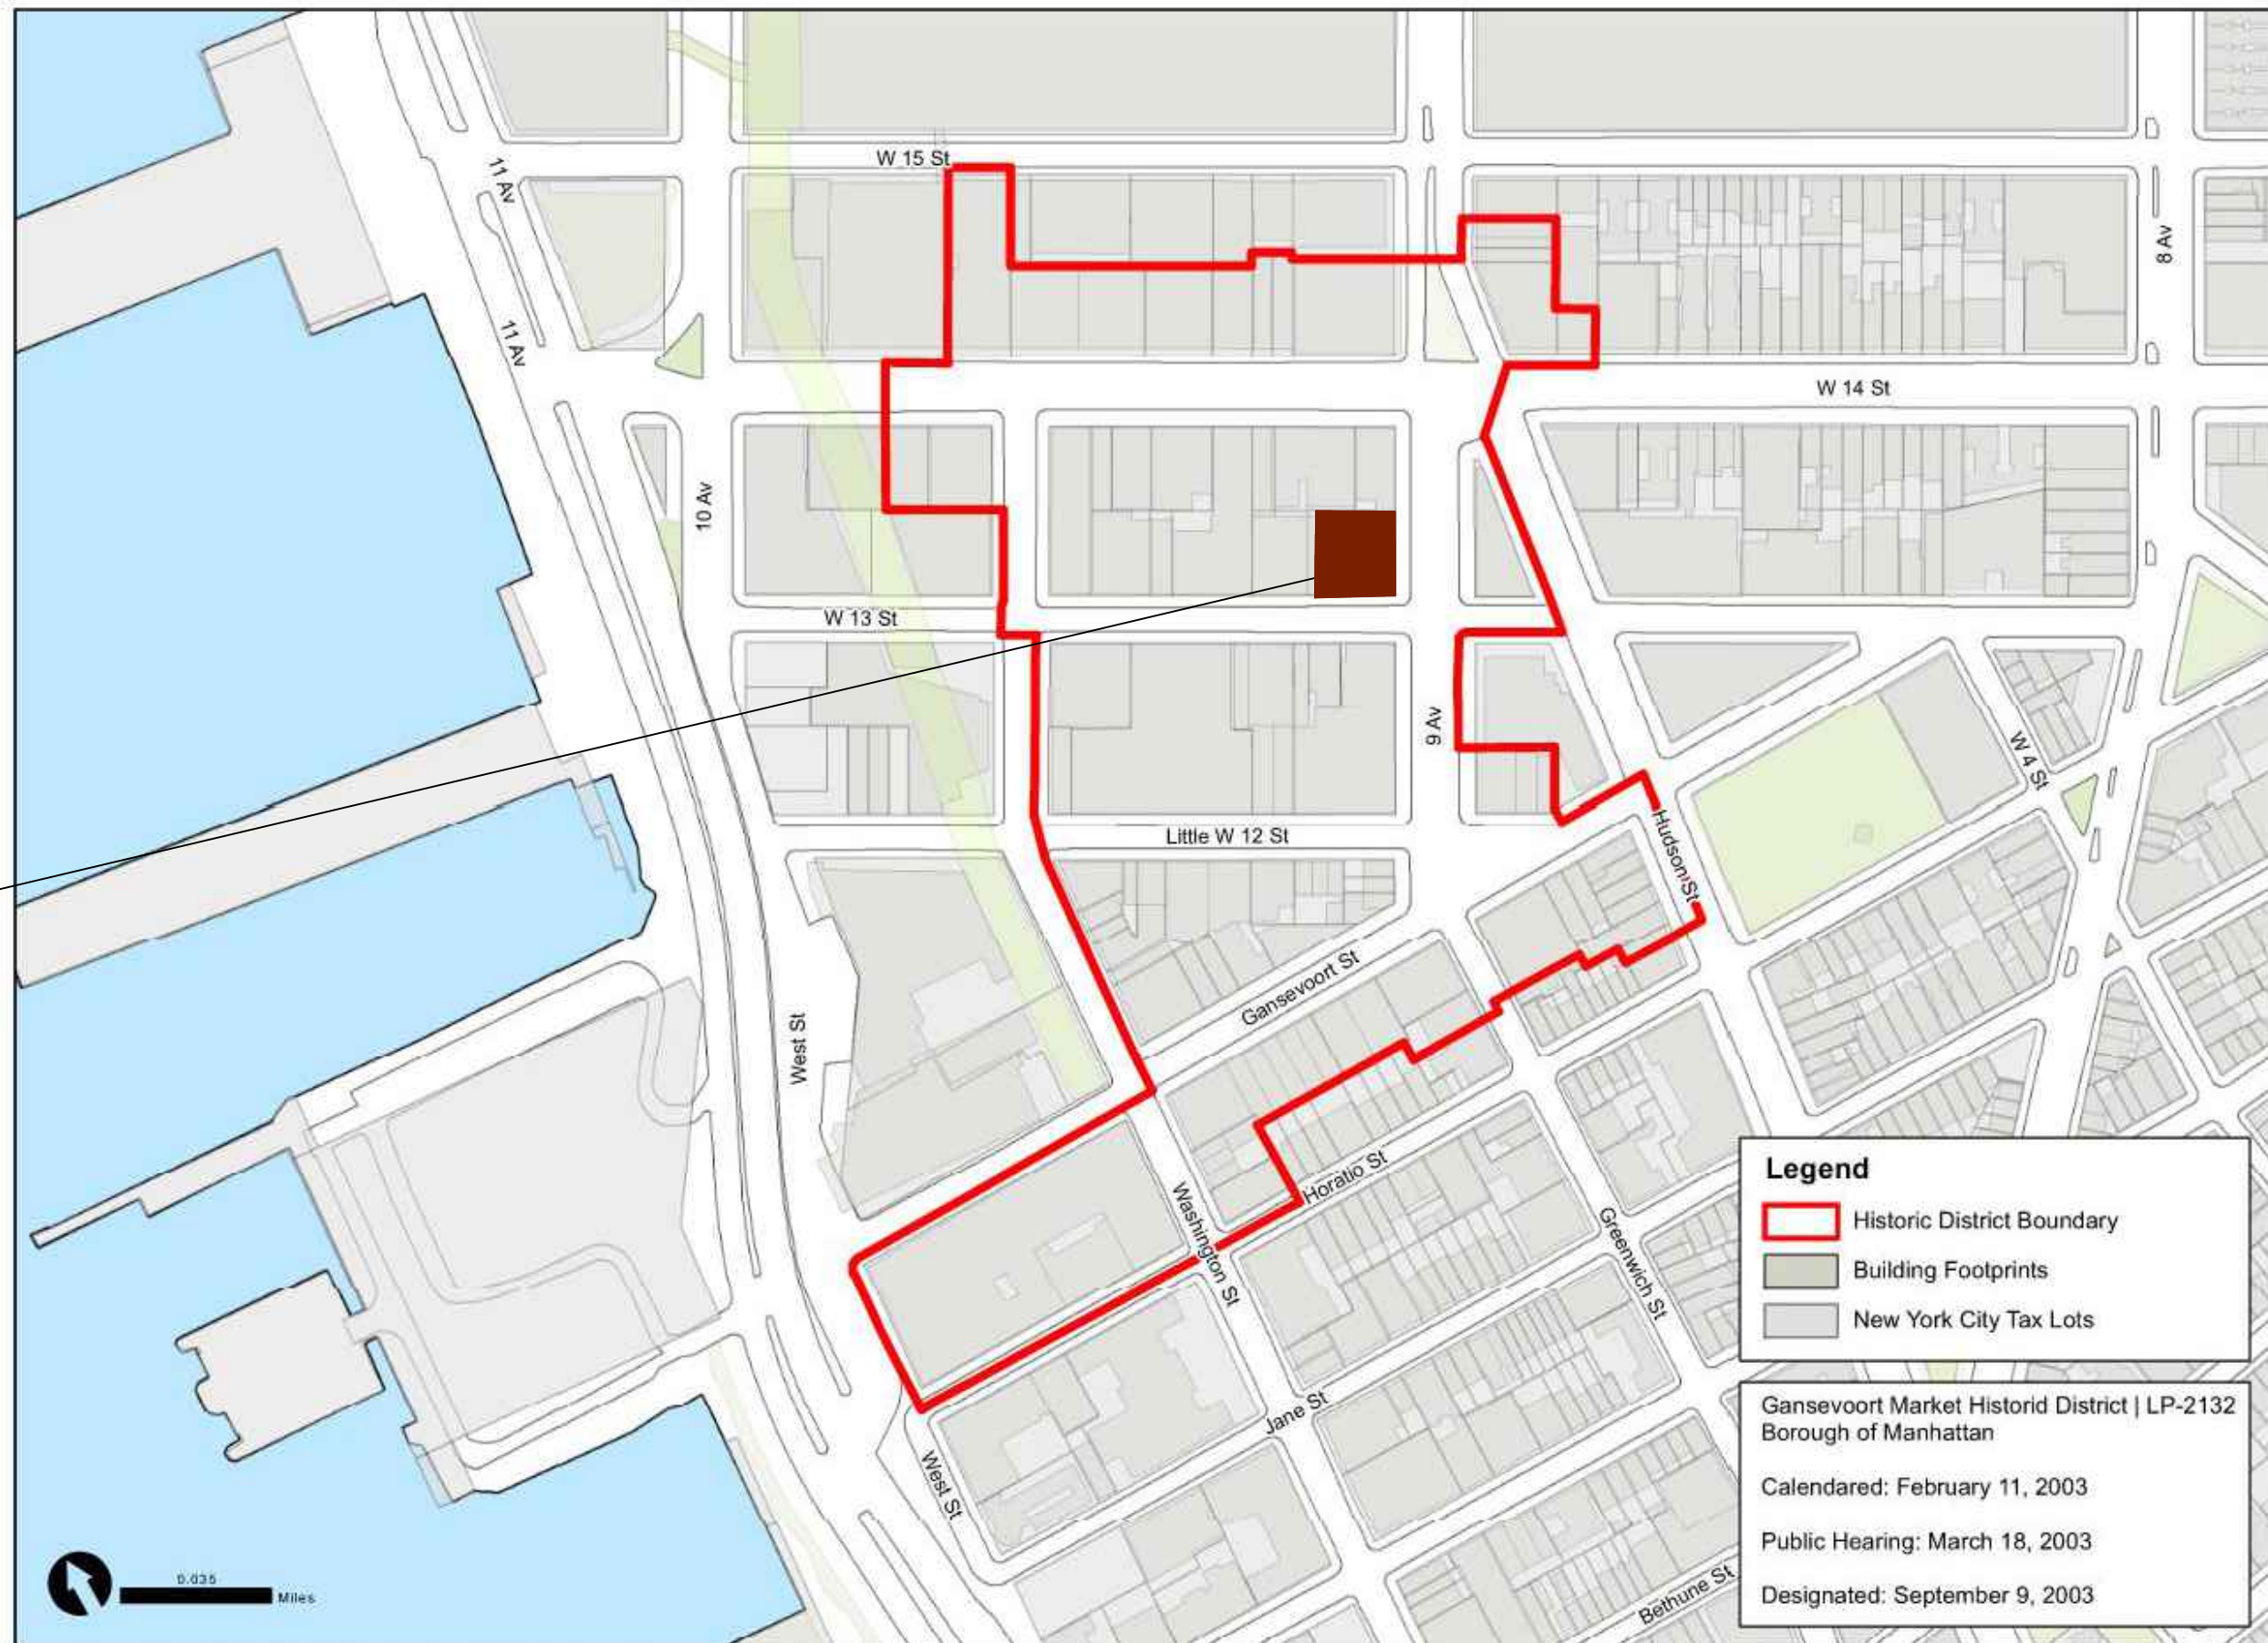 W 15 St
11 Av
8 Av
11 Av
W 14 St
10 Av
W 13 St
9 Av
W 4 St
Little W 12 St
Hudson St
Gansevoort St
West St
Horatio St
Washington St
Greenwich St
Jane St
West St
Bethune St
Legend
Historic District Boundary
Building Footprints
New York City Tax Lots
Gansevoort Market Historid District | LP-2132
Borough of Manhattan
Calendared: February 11, 2003
Public Hearing: March 18, 2003
Designated: September 9, 2003
0.035
Miles